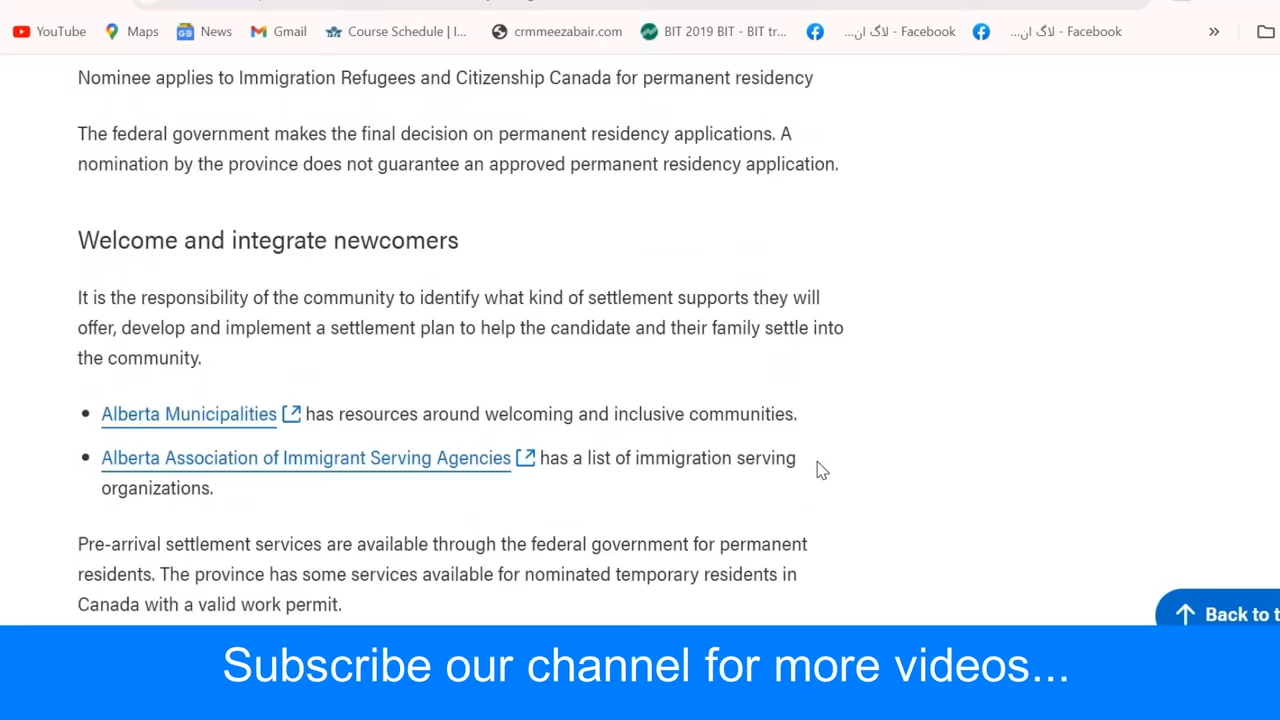 YouTube Maps News Gmail Course Schedule | I... crmmeezabair.com BIT 2019 BIT - BIT tr... لاگ ان - Facebook... لاگ ان - Facebook... »
Nominee applies to Immigration Refugees and Citizenship Canada for permanent residency
The federal government makes the final decision on permanent residency applications. A
nomination by the province does not guarantee an approved permanent residency application.
Welcome and integrate newcomers
It is the responsibility of the community to identify what kind of settlement supports they will
offer, develop and implement a settlement plan to help the candidate and their family settle into
the community.
• Alberta Municipalities has resources around welcoming and inclusive communities.
• Alberta Association of Immigrant Serving Agencies has a list of immigration serving
organizations.
Pre-arrival settlement services are available through the federal government for permanent
residents. The province has some services available for nominated temporary residents in
Canada with a valid work permit.
Back to t
Subscribe our channel for more videos...